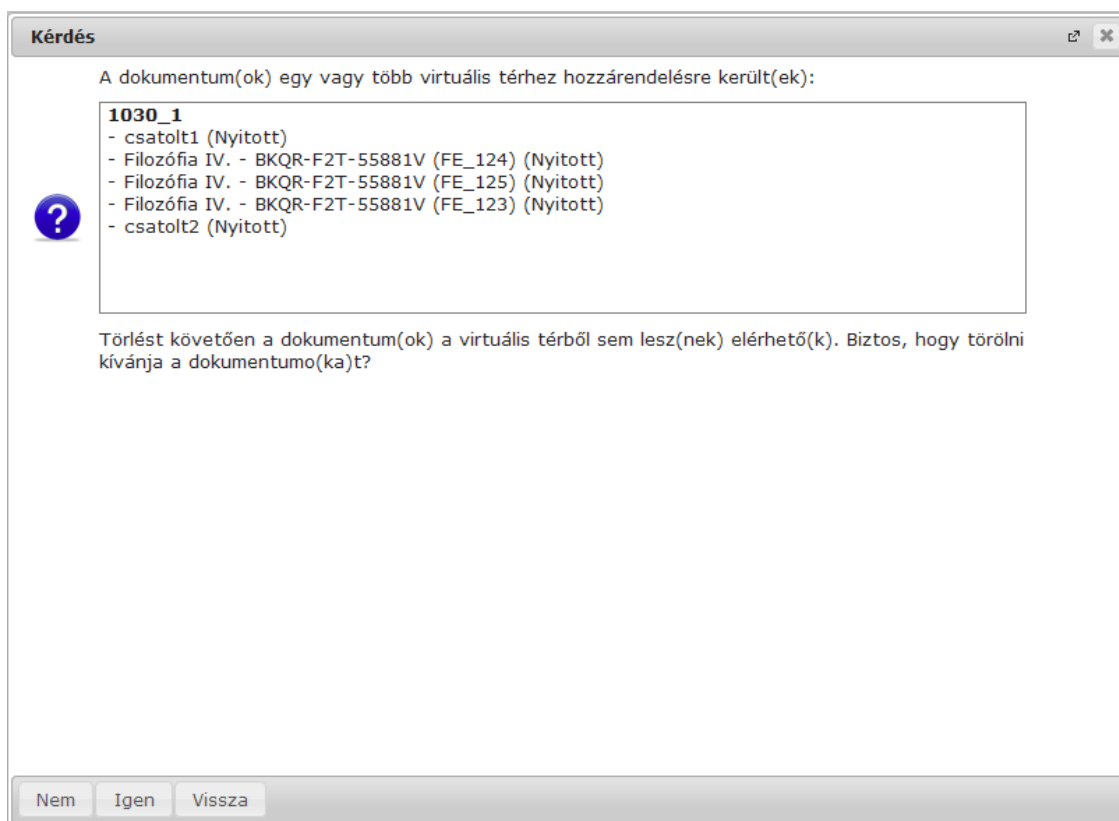 Kérdés
A dokumentum(ok) egy vagy több virtuális térhez hozzárendelésre került(ek):
1030_1
- csatolt1 (Nyitott)
- Filozófia IV. - BKQR-F2T-55881V (FE_124) (Nyitott)
- Filozófia IV. - BKQR-F2T-55881V (FE_125) (Nyitott)
- Filozófia IV. - BKQR-F2T-55881V (FE_123) (Nyitott)
- csatolt2 (Nyitott)
Törlést követően a dokumentum(ok) a virtuális térből sem lesz(nek) elérhető(k). Biztos, hogy törölni
kívánja a dokumentumo(ka)t?
Nem Igen Vissza